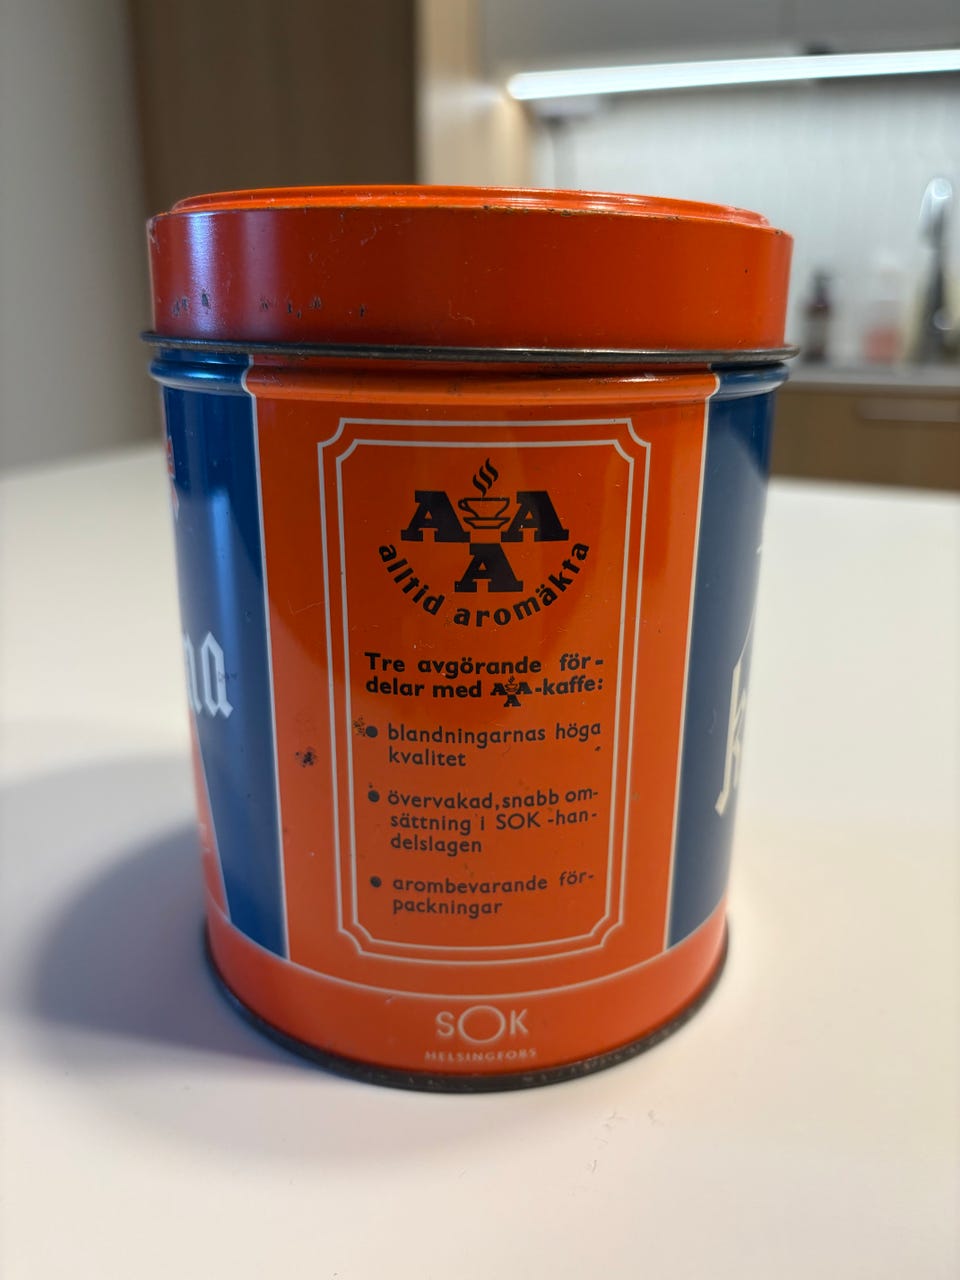 AAA
alltid aromäkta
Tre avgörande för-
delar med AAA-kaffe:
• blandningarnas höga
kvalitet
• övervakad, snabb om-
sättning i SOK-han-
delslagen
• arombevarande för-
packningar
SOK
HELSINGFORS